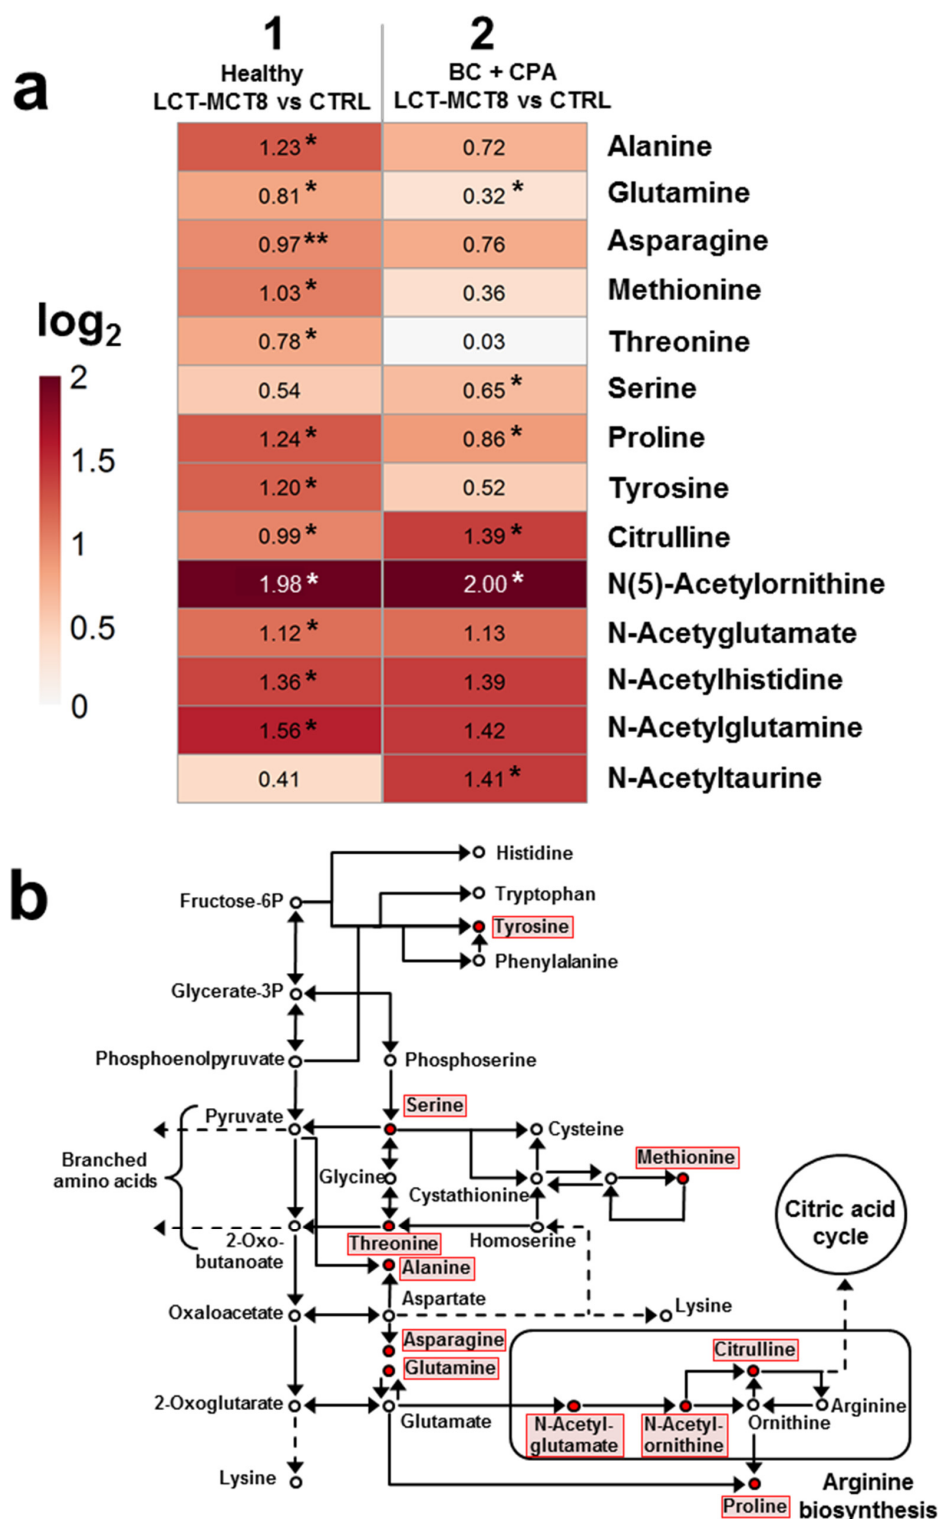 a
1
2
Healthy
LCT-MCT8 vs CTRL
BC + CPA
LCT-MCT8 vs CTRL
1.23 * 0.72 Alanine
0.81 * 0.32 * Glutamine
0.97 ** 0.76 Asparagine
1.03 * 0.36 Methionine
0.78 * 0.03 Threonine
0.54 0.65 * Serine
1.24 * 0.86 * Proline
1.20 * 0.52 Tyrosine
0.99 * 1.39 * Citrulline
1.98 * 2.00 * N(5)-Acetylornithine
1.12 * 1.13 N-Acetyglutamate
1.36 * 1.39 N-Acetylhistidine
1.56 * 1.42 N-Acetylglutamine
0.41 1.41 * N-Acetyltaurine
log2
2
1.5
1
0.5
0
b
Histidine
Fructose-6P
Tryptophan
Tyrosine
Phenylalanine
Glycerate-3P
Phosphoenolpyruvate
Phosphoserine
Serine
Pyruvate
Cysteine
Branched
amino acids
Glycine
Methionine
Cystathionine
Citric acid
cycle
2-Oxo-
butanoate
Threonine
Homoserine
Alanine
Aspartate
Oxaloacetate
Lysine
Asparagine
Glutamine
Citrulline
2-Oxoglutarate
Glutamate
N-Acetyl-
glutamate
N-Acetyl-
ornithine
Ornithine
Arginine
Lysine
Proline
Arginine
biosynthesis